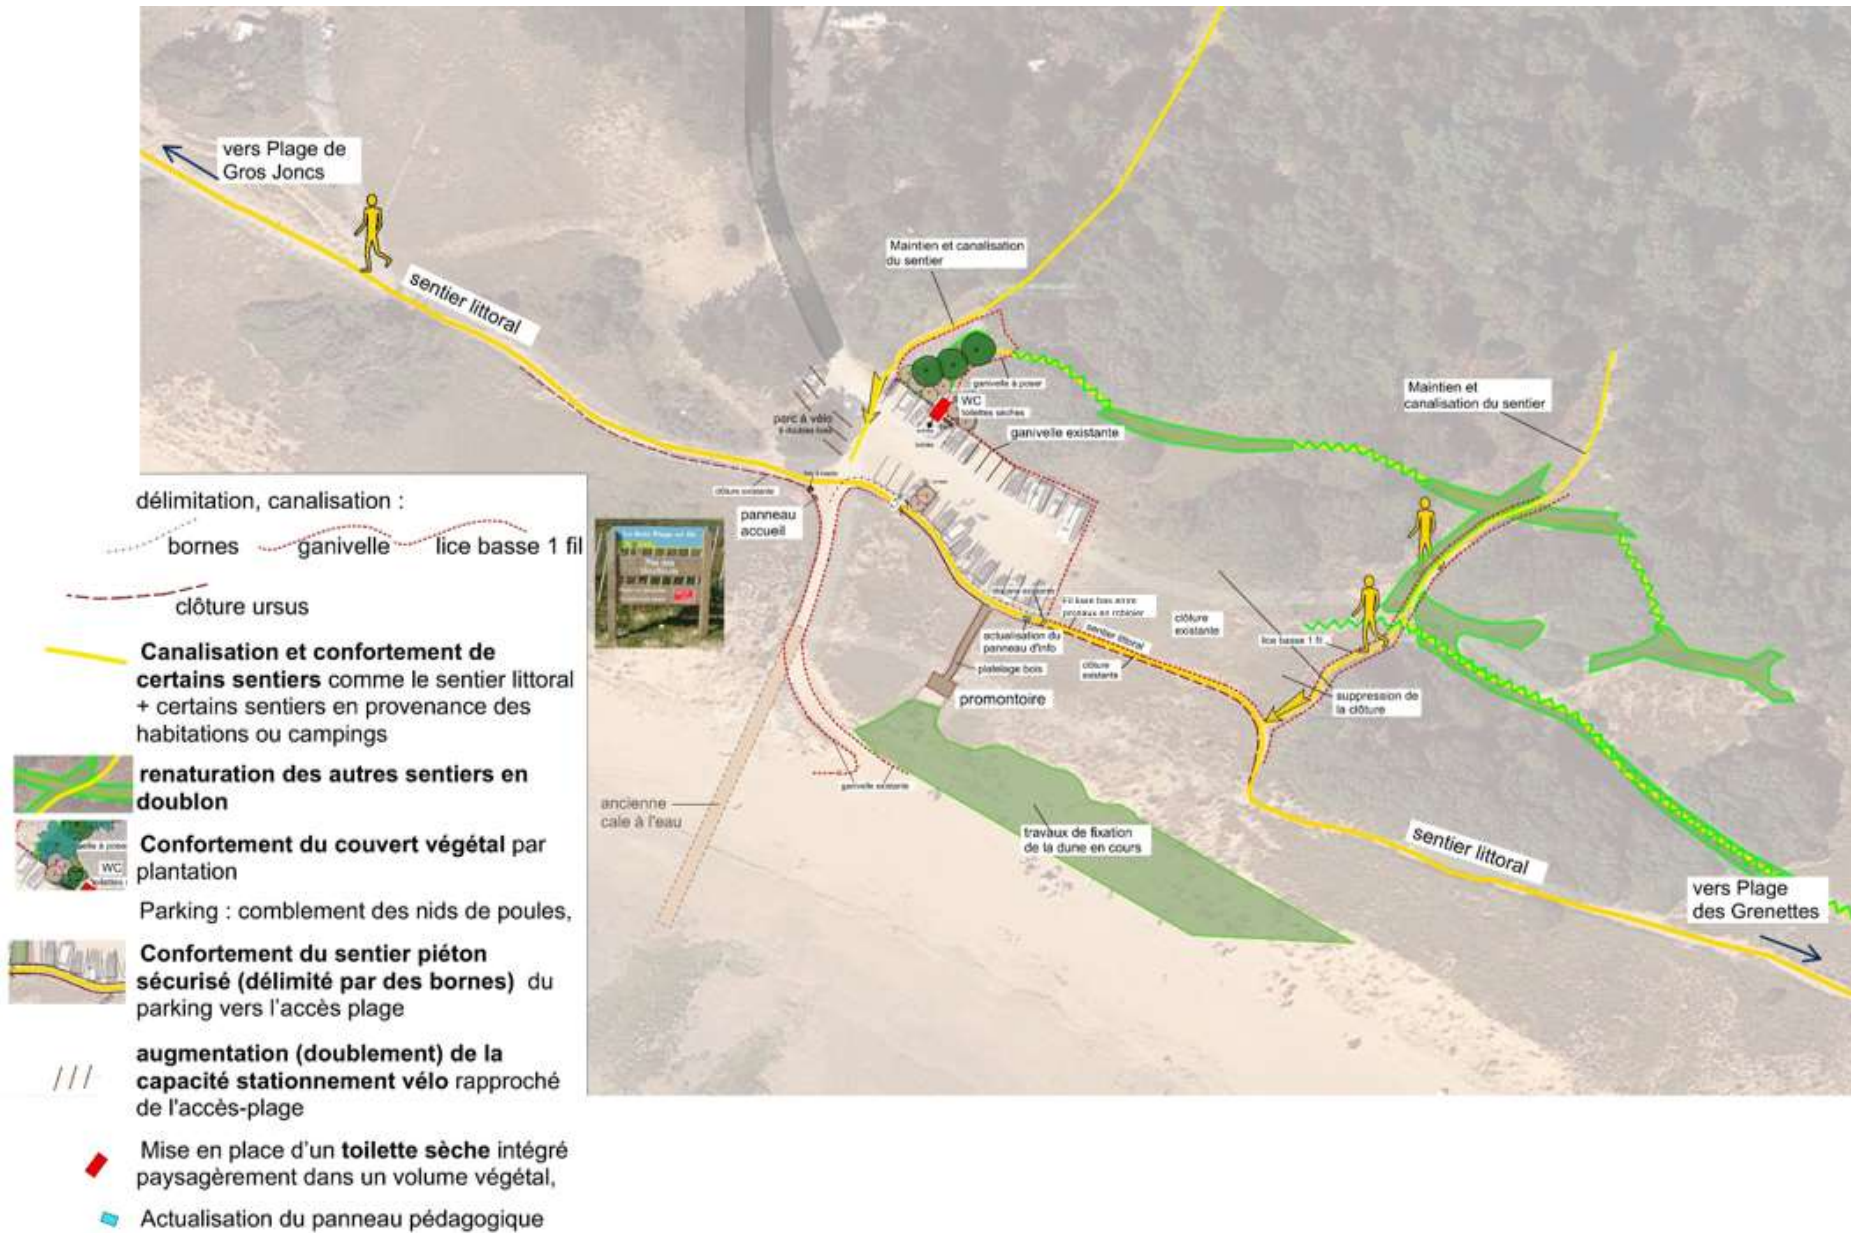 vers Plage de
Gros Joncs
sentier littoral
Maintien et canalisation
du sentier
ganivelle à poser
WC
toilettes sèches
ganivelle existante
parc à vélo
clôture existante
panneau
accueil
Maintien et
canalisation du sentier
clôture
existante
lice basse 1 fil
suppression de
la clôture
sentier littoral
clôture
existante
actualisation du
panneau d'info
platelage bois
promontoire
ganivelle existante
ancienne
cale à l'eau
travaux de fixation
de la dune en cours
sentier littoral
vers Plage
des Grenettes
délimitation, canalisation :
bornes
ganivelle
lice basse 1 fil
clôture ursus
Canalisation et confortement de
certains sentiers comme le sentier littoral
+ certains sentiers en provenance des
habitations ou campings
renaturation des autres sentiers en
doublon
Confortement du couvert végétal par
plantation
WC
Parking : comblement des nids de poules,
Confortement du sentier piéton
sécurisé (délimité par des bornes) du
parking vers l'accès plage
augmentation (doublement) de la
capacité stationnement vélo rapproché
de l'accès-plage
Mise en place d'un toilette sèche intégré
paysagèrement dans un volume végétal,
Actualisation du panneau pédagogique